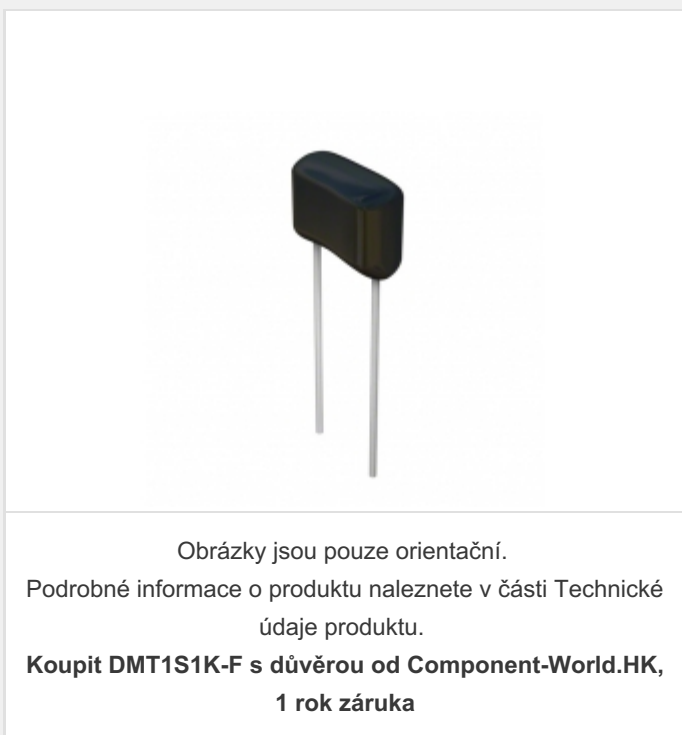 Obrázky jsou pouze orientační.
Podrobné informace o produktu naleznete v části Technické
údaje produktu.
Koupit DMT1S1K-F s důvěrou od Component-World.HK,
1 rok záruka